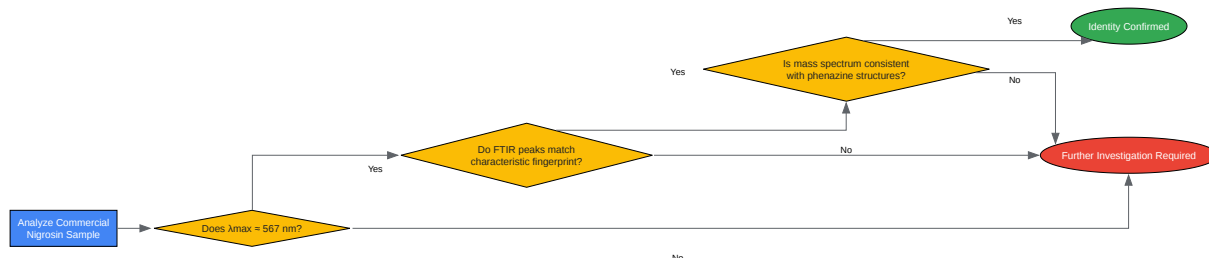 Analyze Commercial
Nigrosin Sample
Does λmax ≈ 567 nm?
Yes
No
Do FTIR peaks match
characteristic fingerprint?
Yes
No
Is mass spectrum consistent
with phenazine structures?
Yes
No
Identity Confirmed
Further Investigation Required